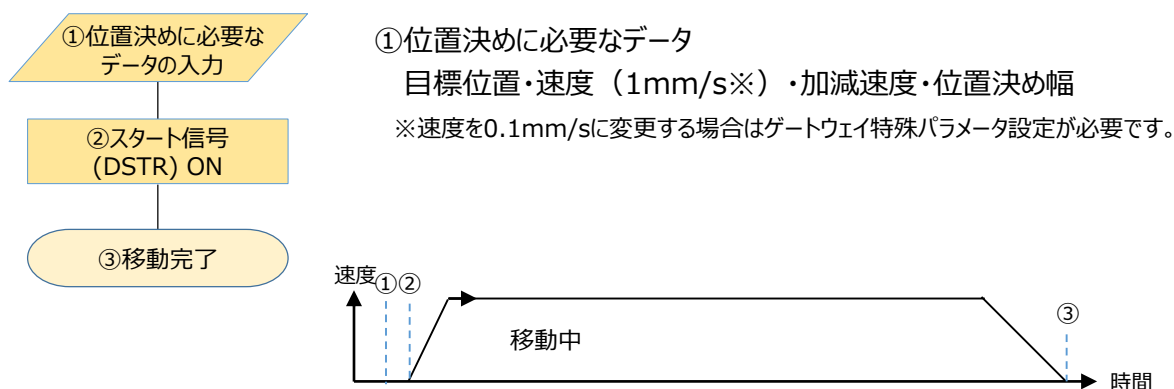 ①位置決めに必要な
データの入力
②スタート信号
(DSTR) ON
③移動完了
①位置決めに必要なデータ
目標位置・速度（1mm/s※）・加減速度・位置決め幅
※速度を0.1mm/sに変更する場合はゲートウェイ特殊パラメータ設定が必要です。
速度
①②
③
移動中
時間